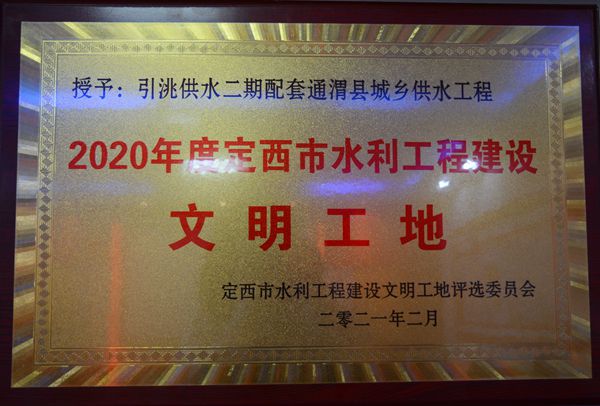 授予：引洮供水二期配套通渭县城乡供水工程
2020年度定西市水利工程建设
文明工地
定西市水利工程建设文明工地评选委员会
二零二一年二月